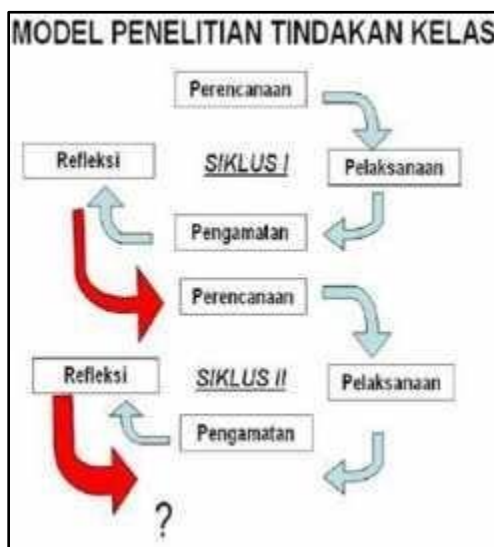 MODEL PENELITIAN TINDAKAN KELAS
Perencanaan
Refleksi
SIKLUS I
Pelaksanaan
Pengamatan
Perencanaan
Refleksi
SIKLUS II
Pelaksanaan
Pengamatan
?